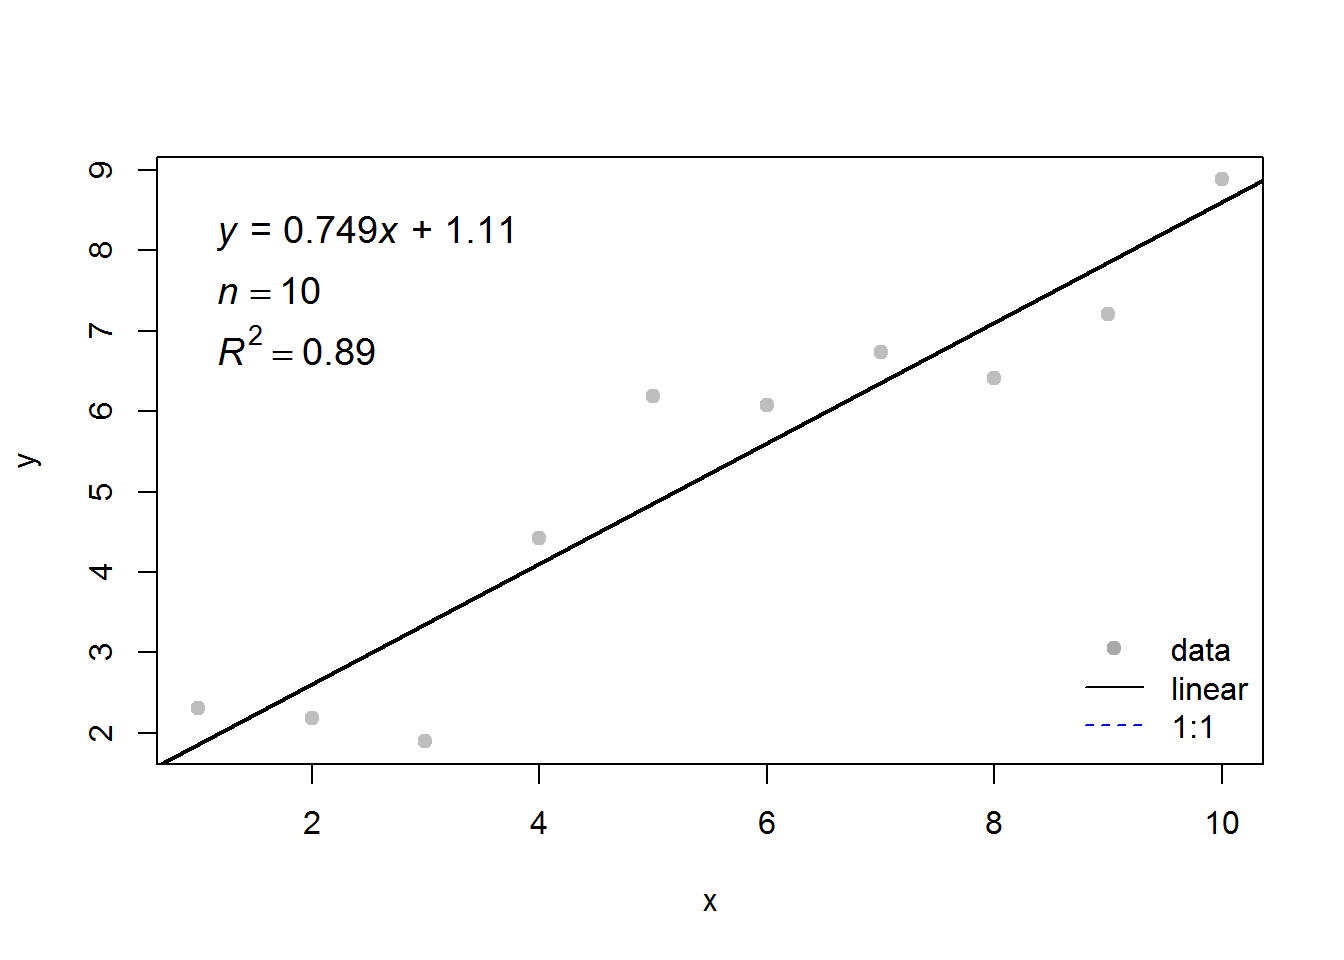 y = 0.749x + 1.11
n = 10
R² = 0.89
9
8
7
6
5
4
3
2
y
data
linear
1:1
2 4 6 8 10
x